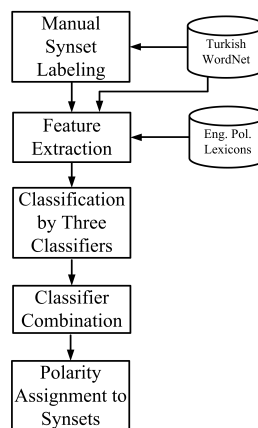 Manual
Synset
Labeling
Turkish
WordNet
Feature
Extraction
Eng. Pol.
Lexicons
Classification
by Three
Classifiers
Classifier
Combination
Polarity
Assignment to
Synsets